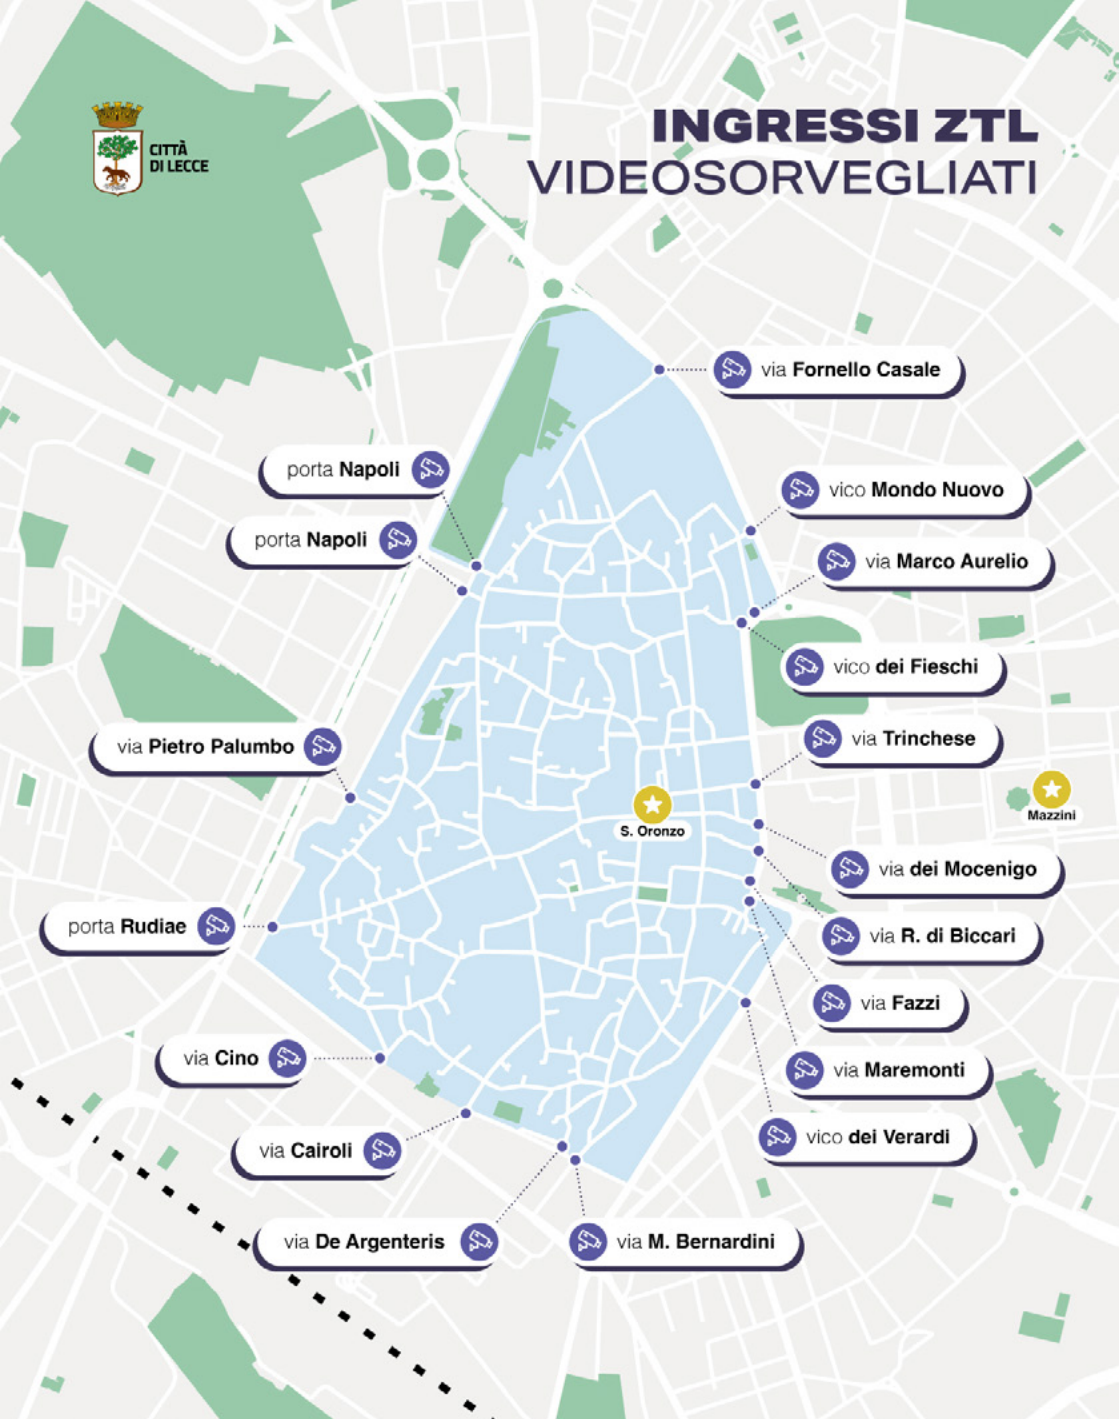 CITTÀ
DI LECCE
INGRESSI ZTL
VIDEOSORVEGLIATI
via Fornello Casale
porta Napoli
vico Mondo Nuovo
porta Napoli
via Marco Aurelio
vico dei Fieschi
via Trinchese
via Pietro Palumbo
S. Oronzo
Mazzini
via dei Mocenigo
porta Rudiae
via R. di Biccari
via Fazzi
via Cino
via Maremonti
vico dei Verardi
via Cairoli
via De Argenteris
via M. Bernardini